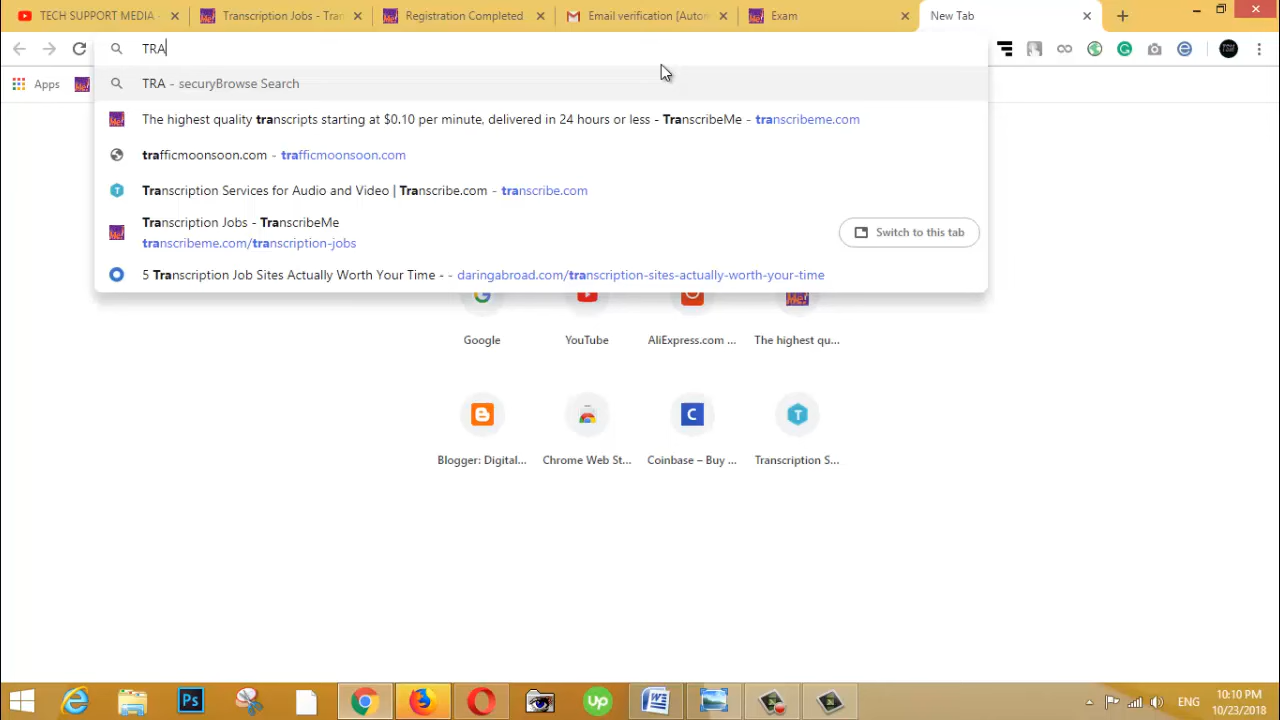 TECH SUPPORT MEDIA -
Transcription Jobs - Tran
Registration Completed
Email verification [Autor
Exam
New Tab
TRA
Apps
TRA - securyBrowse Search
The highest quality transcripts starting at $0.10 per minute, delivered in 24 hours or less - TranscribeMe - transcribeme.com
trafficmoonsoon.com - trafficmoonsoon.com
Transcription Services for Audio and Video | Transcribe.com - transcribe.com
Transcription Jobs - TranscribeMe
transcribeme.com/transcription-jobs
Switch to this tab
5 Transcription Job Sites Actually Worth Your Time - - daringabroad.com/transcription-sites-actually-worth-your-time
Google
YouTube
AliExpress.com ...
The highest qu...
Blogger: Digital...
Chrome Web St...
Coinbase – Buy ...
Transcription S...
ENG
10:10 PM
10/23/2018